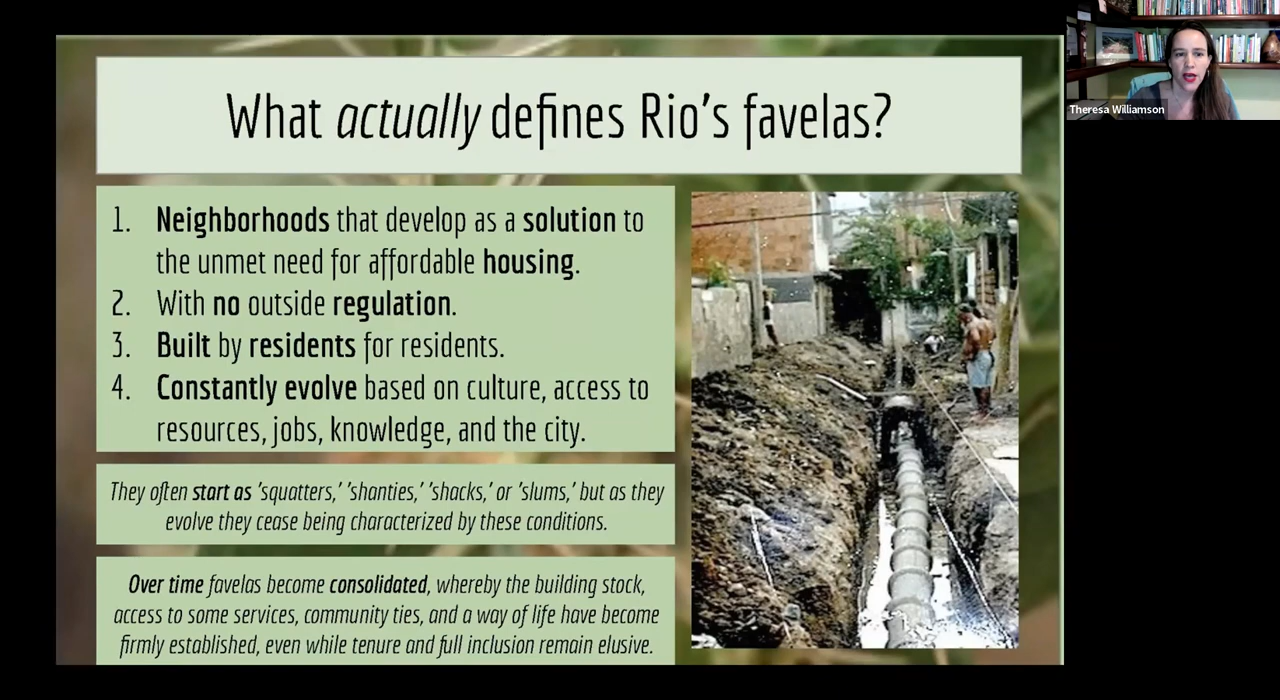 What actually defines Rio's favelas?
1. Neighborhoods that develop as a solution to
the unmet need for affordable housing.
2. With no outside regulation.
3. Built by residents for residents.
4. Constantly evolve based on culture, access to
resources, jobs, knowledge, and the city.
They often start as 'squatters,' 'shanties,' 'shacks,' or 'slums,' but as they
evolve they cease being characterized by these conditions.
Over time favelas become consolidated, whereby the building stock,
access to some services, community ties, and a way of life have become
firmly established, even while tenure and full inclusion remain elusive.
Theresa Williamson